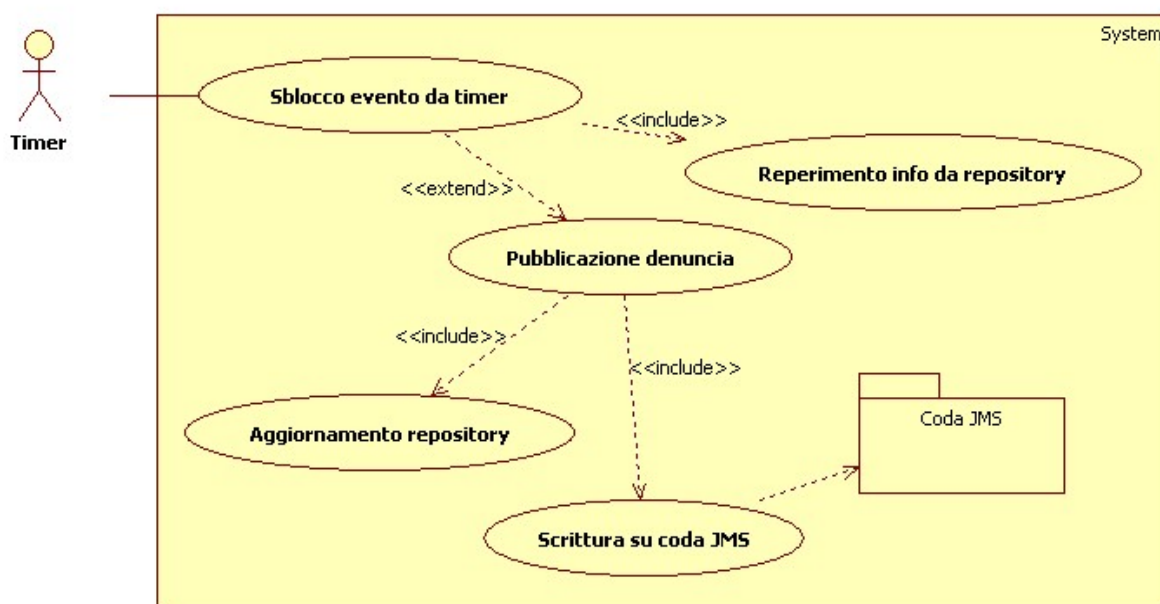 System
Sblocco evento da timer
Timer
<<include>>
Reperimento info da repository
<<extend>>
Pubblicazione denuncia
<<include>>
<<include>>
Coda JMS
Aggiornamento repository
Scrittura su coda JMS